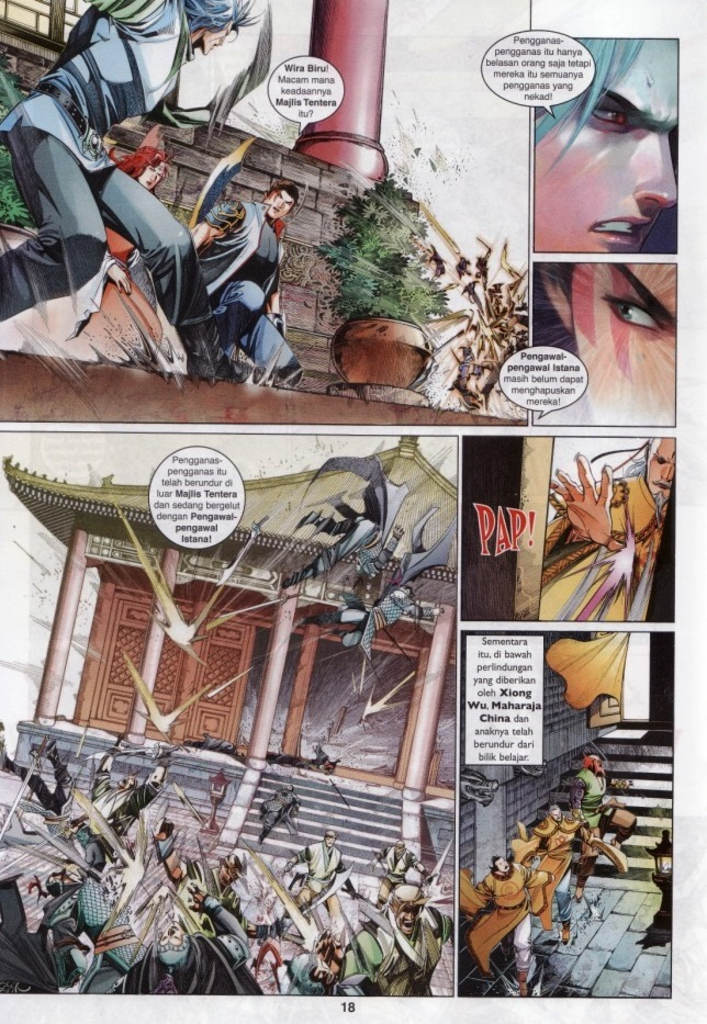 Wira Biru!
Macam mana
keadaannya
Majlis Tentera
itu?
Pengganas-
pengganas itu hanya
belasan orang saja tetapi
mereka itu semuanya
pengganas yang
nekad!
Pengawal-
pengawal Istana
masih belum dapat
menghapuskan
mereka!
Pengganas-
pengganas itu
telah berundur di
luar Majlis Tentera
dan sedang bergelut
dengan Pengawal-
pengawal
Istana!
PAP!
Sementara
itu, di bawah
perlindungan
yang diberikan
oleh Xiong
Wu, Maharaja
China dan
anaknya telah
berundur dari
bilik belajar.
18